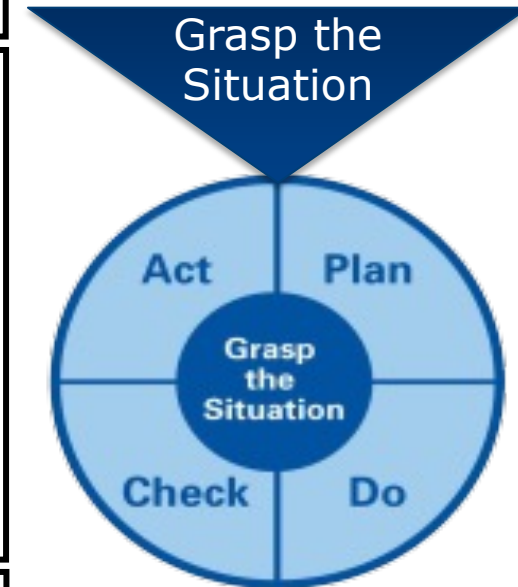 Grasp the
Situation
Act
Plan
Grasp
the
Situation
Check
Do